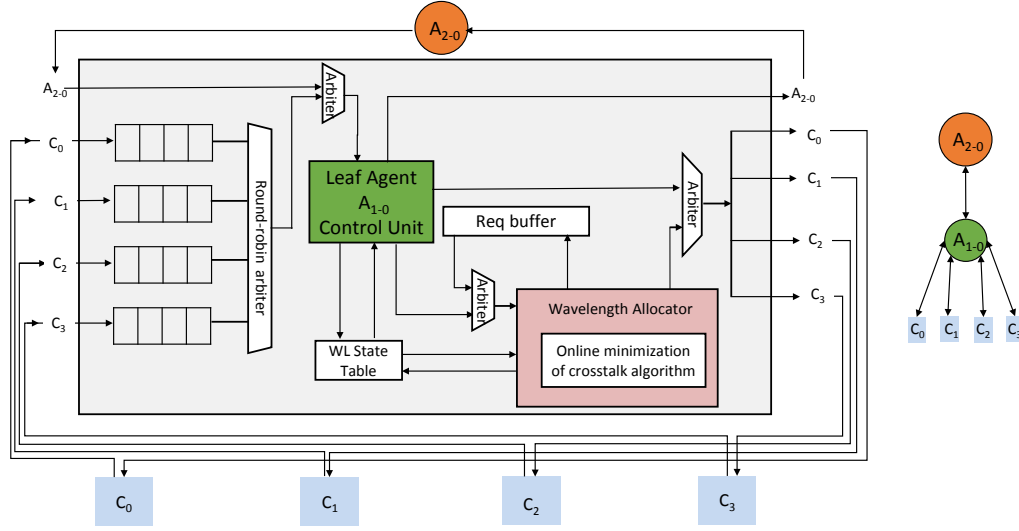 A2-0
A2-0
Arbiter
A2-0
C0
C0
C1
C1
C2
C2
C3
C3
Round-robin
arbiter
Leaf Agent
A1-0
Control Unit
Req buffer
Arbiter
Arbiter
WL State
Table
Wavelength Allocator
Online minimization
of crosstalk algorithm
C0
C1
C2
C3
A2-0
A1-0
C0
C1
C2
C3